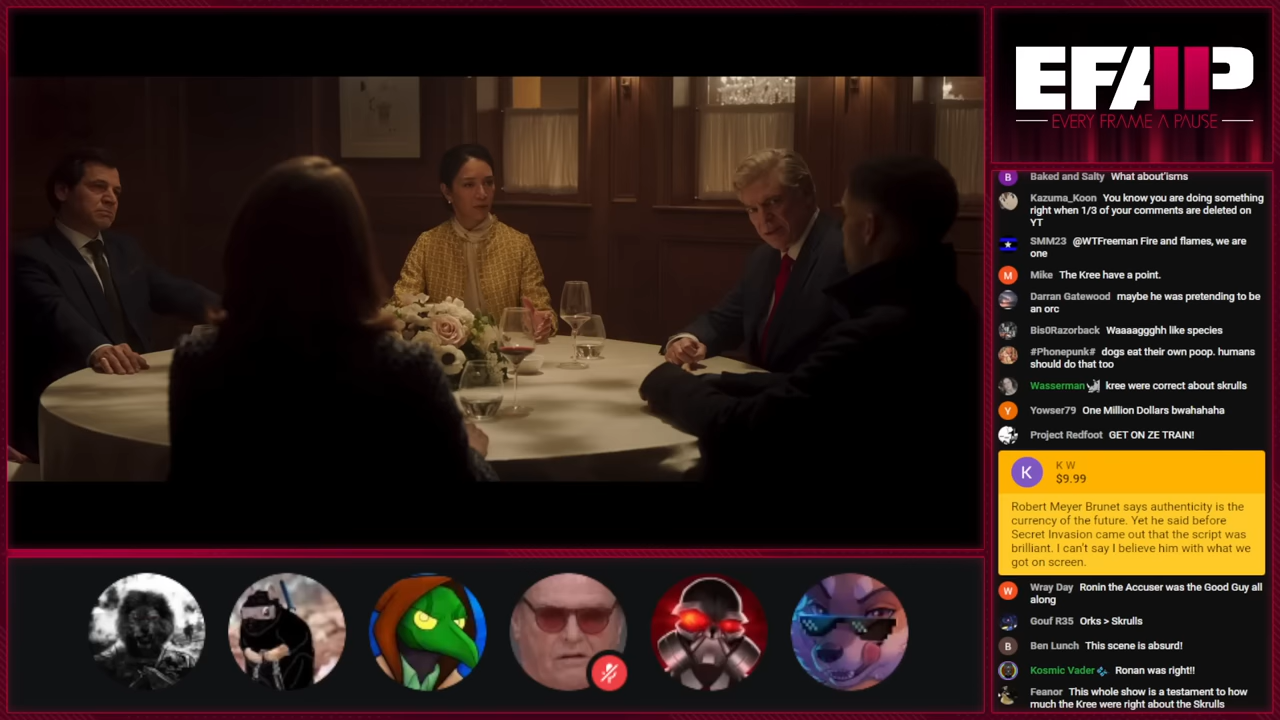 EFAP
EVERY FRAME A PAUSE
Baked and Salty What about'isms
Kazuma_Koon You know you are doing something
right when 1/3 of your comments are deleted on
YT
SMM23 @WTFreeman Fire and flames, we are
one
M
Mike The Kree have a point.
Darran Gatewood maybe he was pretending to be
an orc
Bis0Razorback Waaaaggghh like species
#Phonepunk# dogs eat their own poop. humans
should do that too
Wasserman kree were correct about skrulls
Y
Yowser79 One Million Dollars bwahahaha
Project Redfoot GET ON ZE TRAIN!
K
K W
$9.99
Robert Meyer Brunet says authenticity is the
currency of the future. Yet he said before
Secret Invasion came out that the script was
brilliant. I can't say I believe him with what we
got on screen.
W
Wray Day Ronin the Accuser was the Good Guy all
along
Gouf R35 Orks > Skrulls
B
Ben Lunch This scene is absurd!
Kosmic Vader Ronan was right!!
Feanor This whole show is a testament to how
much the Kree were right about the Skrulls